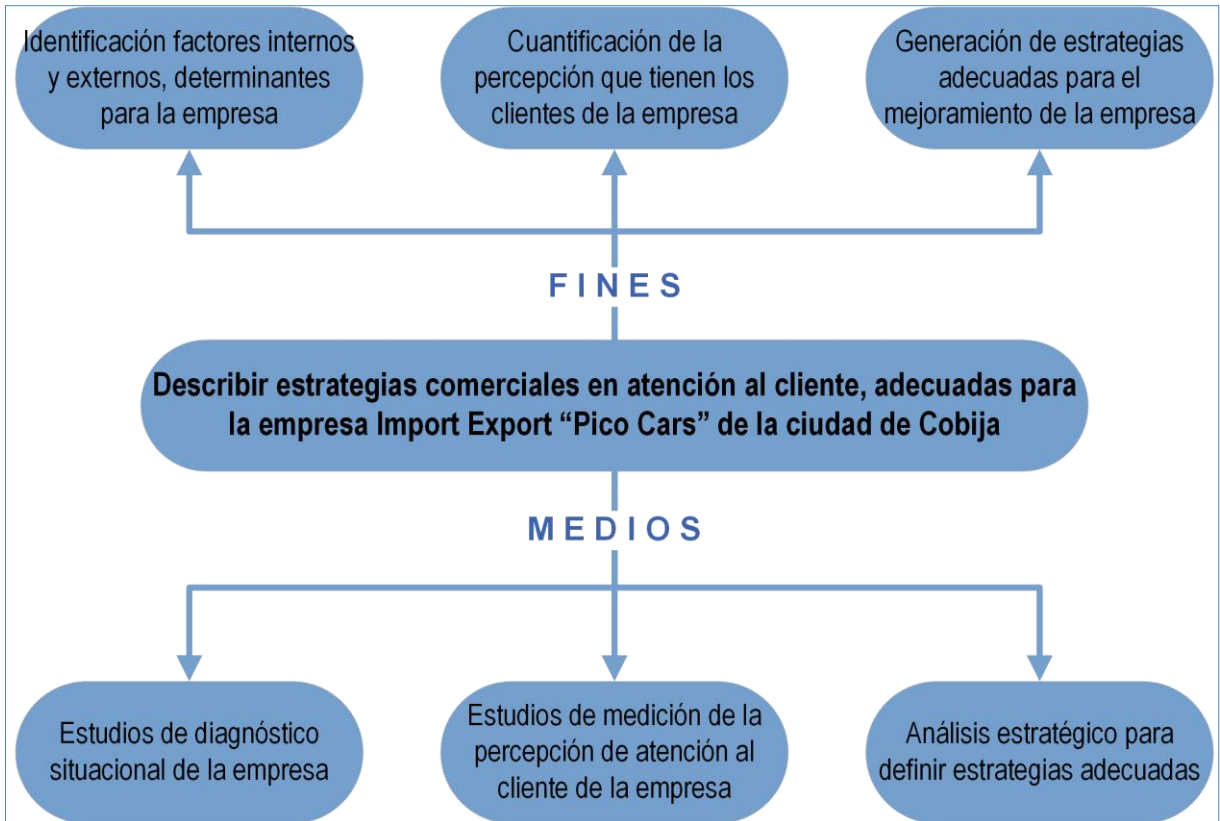 Identificación factores internos
y externos, determinantes
para la empresa
Cuantificación de la
percepción que tienen los
clientes de la empresa
Generación de estrategias
adecuadas para el
mejoramiento de la empresa
FINES
Describir estrategias comerciales en atención al cliente, adecuadas para
la empresa Import Export “Pico Cars” de la ciudad de Cobija
MEDIOS
Estudios de diagnóstico
situacional de la empresa
Estudios de medición de la
percepción de atención al
cliente de la empresa
Análisis estratégico para
definir estrategias adecuadas